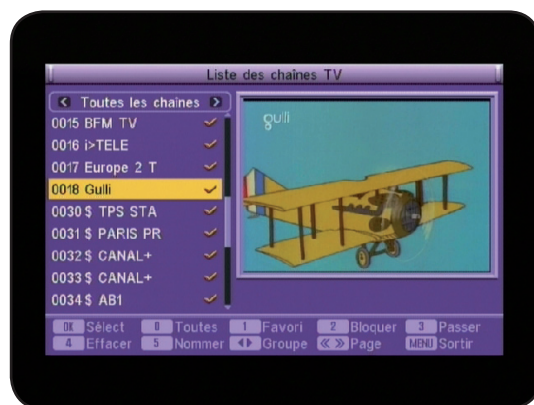 Liste des chaînes TV
Toutes les chaînes
0015 BFM TV
0016 i>TELE
0017 Europe 2 T
0018 Gulli
0030 $ TPS STA
0031 $ PARIS PR
0032 $ CANAL+
0033 $ CANAL+
0034 $ AB1
gulli
OK Sélect 0 Toutes 1 Favori 2 Bloquer 3 Passer
4 Effacer 5 Nommer Groupe Page MENU Sortir